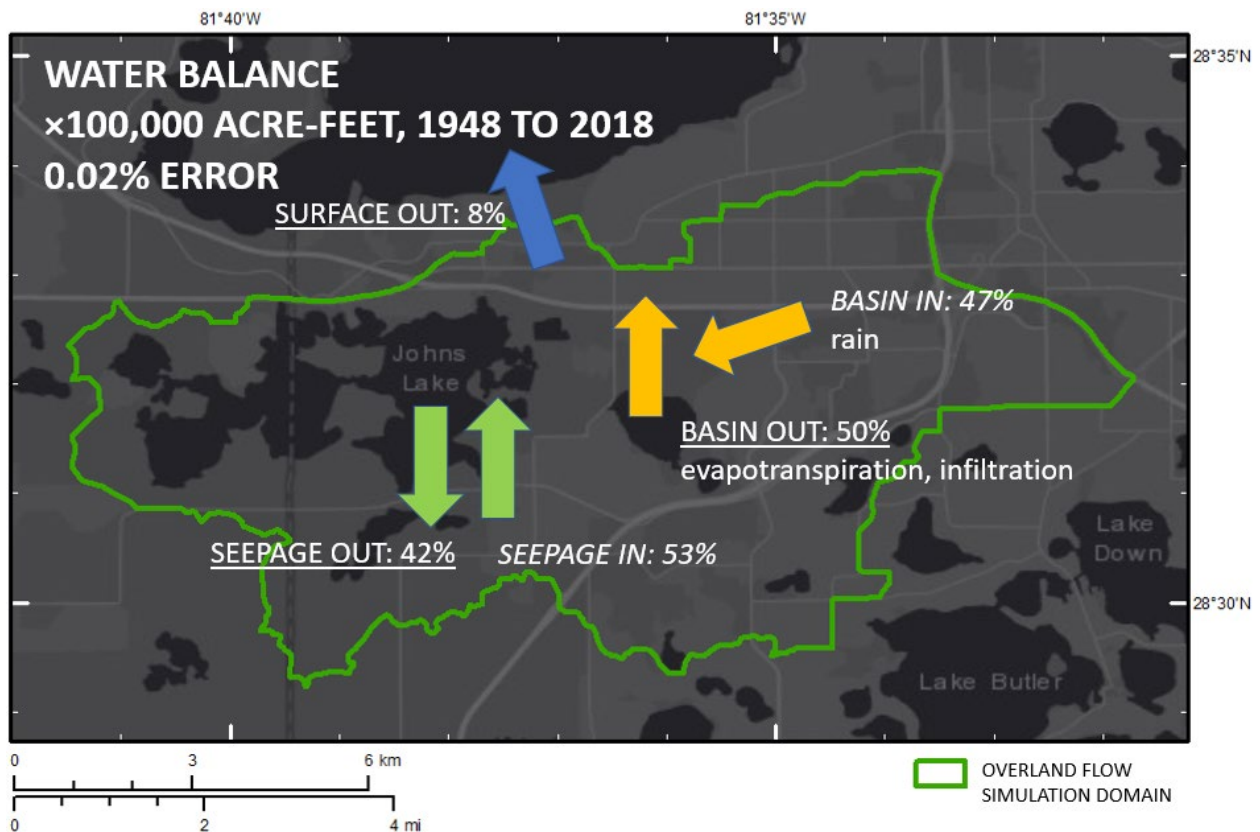 81°40'W
81°35'W
28°35'N
WATER BALANCE
×100,000 ACRE-FEET, 1948 TO 2018
0.02% ERROR
SURFACE OUT: 8%
BASIN IN: 47%
rain
Johns
Lake
BASIN OUT: 50%
evapotranspiration, infiltration
SEEPAGE OUT: 42%
SEEPAGE IN: 53%
Lake
Down
28°30'N
Lake Butler
0 3 6 km
0 2 4 mi
OVERLAND FLOW
SIMULATION DOMAIN